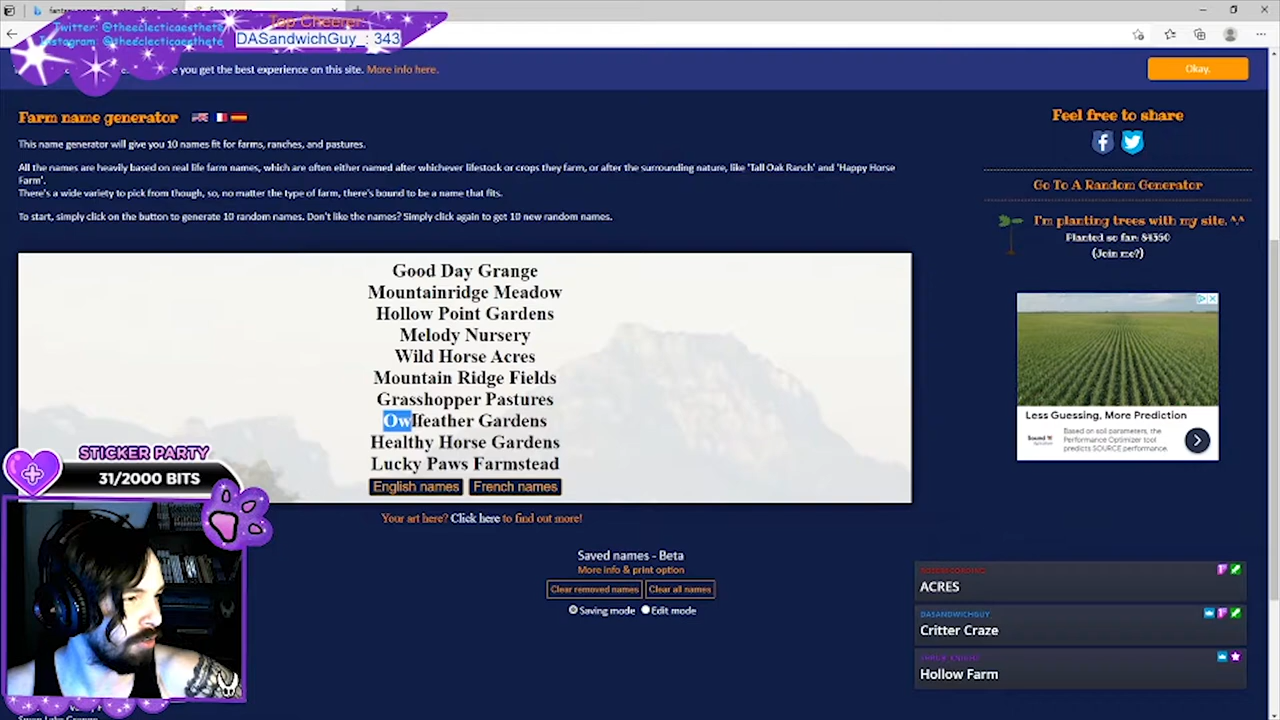 Top Cheerer
Twitter: @theeclecticaesthete
Instagram: @theeclecticaesthete
DASandwichGuy_: 343
you get the best experience on this site. More info here.
Okay.
Farm name generator
This name generator will give you 10 names fit for farms, ranches, and pastures.
All the names are heavily based on real life farm names, which are often either named after whichever livestock or crops they farm, or after the surrounding nature, like 'Tall Oak Ranch' and 'Happy Horse
Farm'.
There's a wide variety to pick from though, so, no matter the type of farm, there's bound to be a name that fits.
To start, simply click on the button to generate 10 random names. Don't like the names? Simply click again to get 10 new random names.
Feel free to share
Go To A Random Generator
I'm planting trees with my site. ^.^
Planted so far: 84350
(Join me?)
Good Day Grange
Mountainridge Meadow
Hollow Point Gardens
Melody Nursery
Wild Horse Acres
Mountain Ridge Fields
Grasshopper Pastures
Owlfeather Gardens
Healthy Horse Gardens
Lucky Paws Farmstead
English names
French names
Your art here? Click here to find out more!
Less Guessing, More Prediction
Based on soil parameters, the
Performance Optimizer tool
predicts SOURCE performance.
STICKER PARTY
31/2000 BITS
Saved names - Beta
More info & print option
Clear removed names
Clear all names
Saving mode
Edit mode
ACRES
DASANDWICHGUY
Critter Craze
Hollow Farm